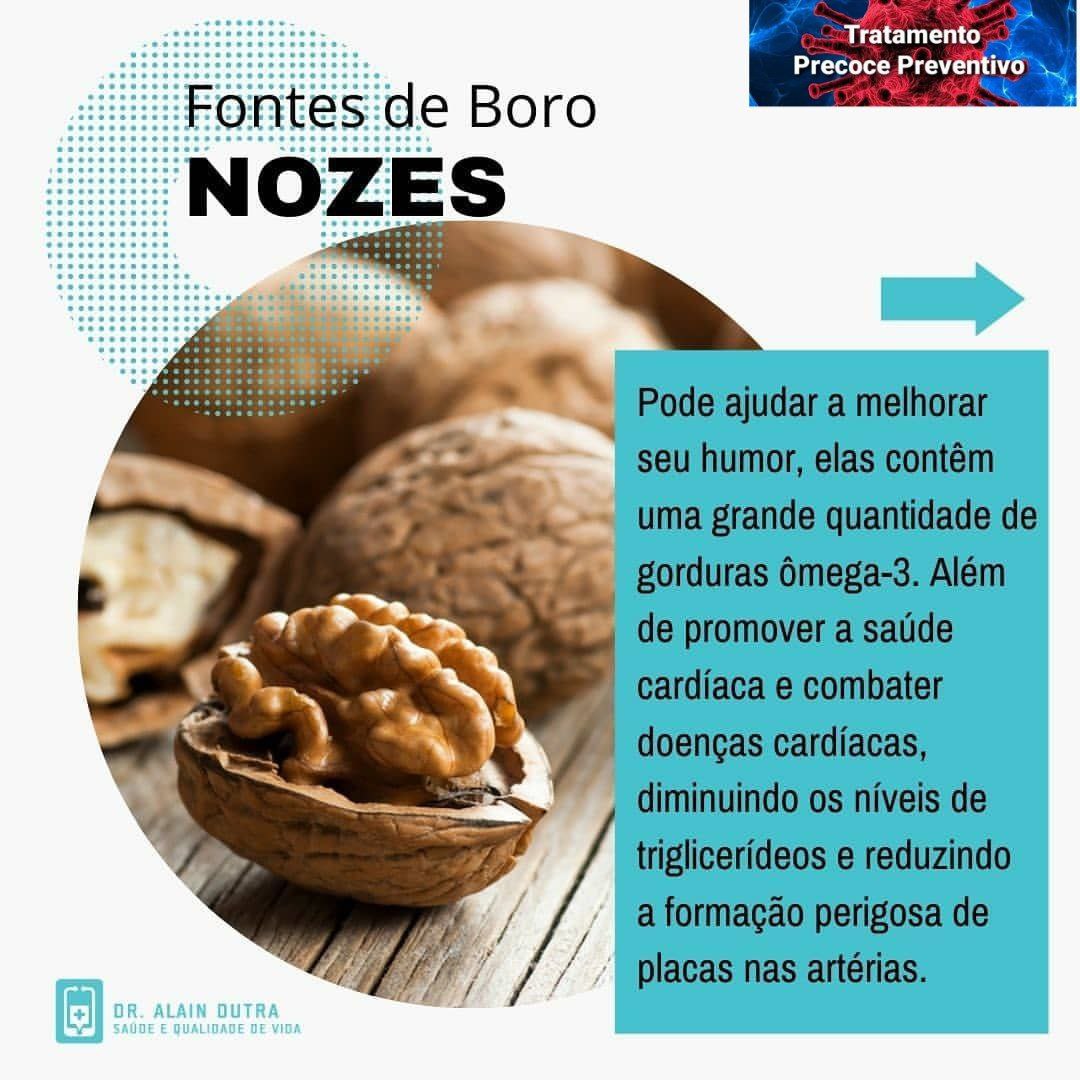 Tratamento
Precoce Preventivo
Fontes de Boro
NOZES
Pode ajudar a melhorar
seu humor, elas contêm
uma grande quantidade de
gorduras ômega-3. Além
de promover a saúde
cardíaca e combater
doenças cardíacas,
diminuindo os níveis de
triglicerídeos e reduzindo
a formação perigosa de
placas nas artérias.
DR. ALAIN DUTRA
SAÚDE E QUALIDADE DE VIDA